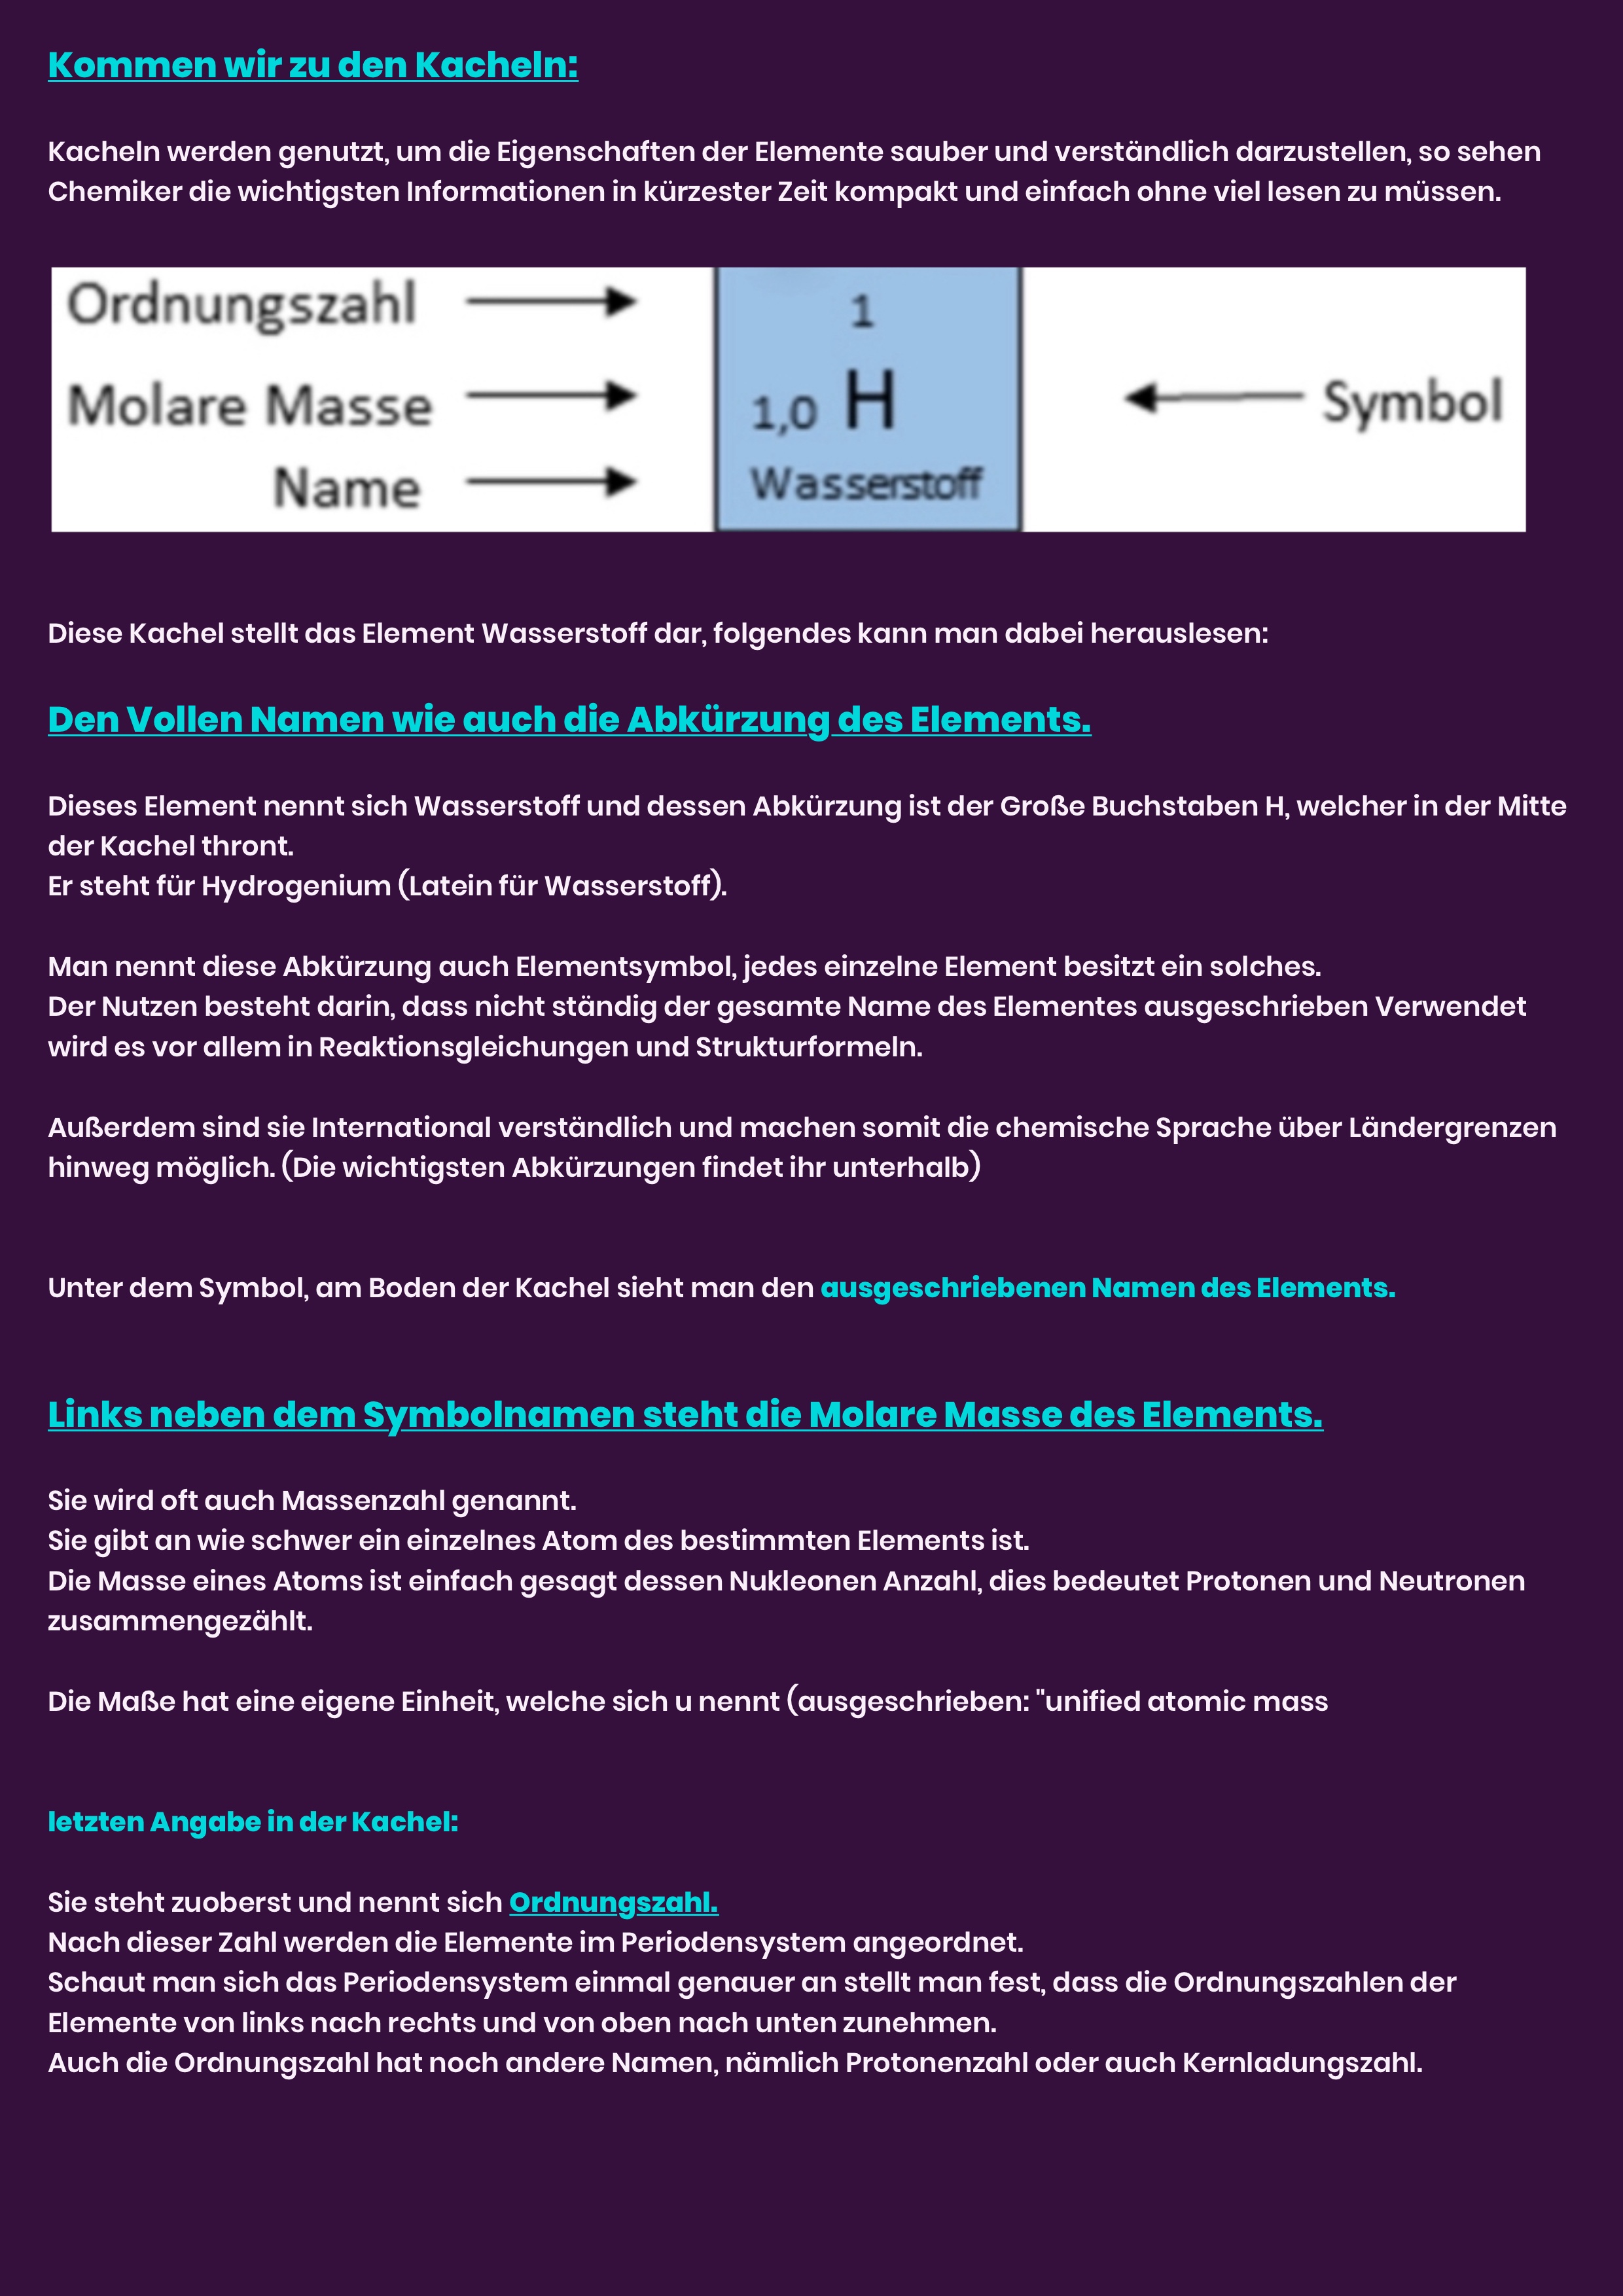 Kommen wir zu den Kacheln:
Kacheln werden genutzt, um die Eigenschaften der Elemente sauber und verständlich darzustellen, so sehen
Chemiker die wichtigsten Informationen in kürzester Zeit kompakt und einfach ohne viel lesen zu müssen.
Ordnungszahl
1
Molare Masse
1,0 H
Symbol
Name
Wasserstoff
Diese Kachel stellt das Element Wasserstoff dar, folgendes kann man dabei herauslesen:
Den Vollen Namen wie auch die Abkürzung des Elements.
Dieses Element nennt sich Wasserstoff und dessen Abkürzung ist der Große Buchstaben H, welcher in der Mitte
der Kachel thront.
Er steht für Hydrogenium (Latein für Wasserstoff).
Man nennt diese Abkürzung auch Elementsymbol, jedes einzelne Element besitzt ein solches.
Der Nutzen besteht darin, dass nicht ständig der gesamte Name des Elementes ausgeschrieben Verwendet
wird es vor allem in Reaktionsgleichungen und Strukturformeln.
Außerdem sind sie International verständlich und machen somit die chemische Sprache über Ländergrenzen
hinweg möglich. (Die wichtigsten Abkürzungen findet ihr unterhalb)
Unter dem Symbol, am Boden der Kachel sieht man den ausgeschriebenen Namen des Elements.
Links neben dem Symbolnamen steht die Molare Masse des Elements.
Sie wird oft auch Massenzahl genannt.
Sie gibt an wie schwer ein einzelnes Atom des bestimmten Elements ist.
Die Masse eines Atoms ist einfach gesagt dessen Nukleonen Anzahl, dies bedeutet Protonen und Neutronen
zusammengezählt.
Die Maße hat eine eigene Einheit, welche sich u nennt (ausgeschrieben: "unified atomic mass
letzten Angabe in der Kachel:
Sie steht zuoberst und nennt sich Ordnungszahl.
Nach dieser Zahl werden die Elemente im Periodensystem angeordnet.
Schaut man sich das Periodensystem einmal genauer an stellt man fest, dass die Ordnungszahlen der
Elemente von links nach rechts und von oben nach unten zunehmen.
Auch die Ordnungszahl hat noch andere Namen, nämlich Protonenzahl oder auch Kernladungszahl.